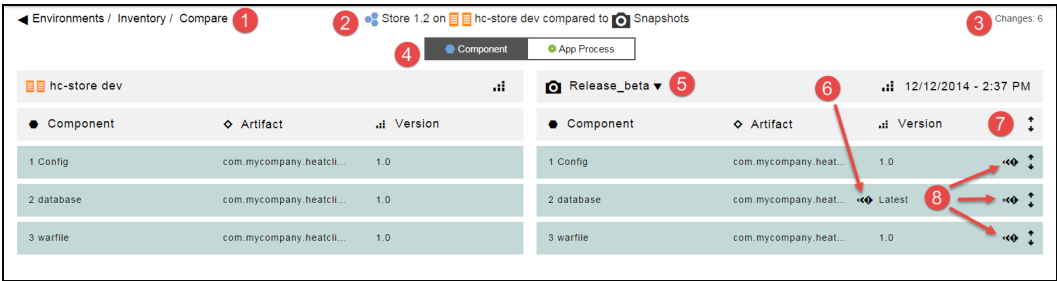 Environments / Inventory / Compare 1
2 Store 1.2 on hc-store dev compared to Snapshots
3 Changes: 6
4 Component App Process
hc-store dev
Release_beta 5 12/12/2014 - 2:37 PM
6
Component Artifact Version
Component Artifact Version 7
1 Config com.mycompany.heatcli... 1.0
1 Config com.mycompany.heat... 1.0
2 database com.mycompany.heatcli... 1.0
2 database com.mycompany.heat... Latest 8
3 warfile com.mycompany.heatcli... 1.0
3 warfile com.mycompany.heat... 1.0